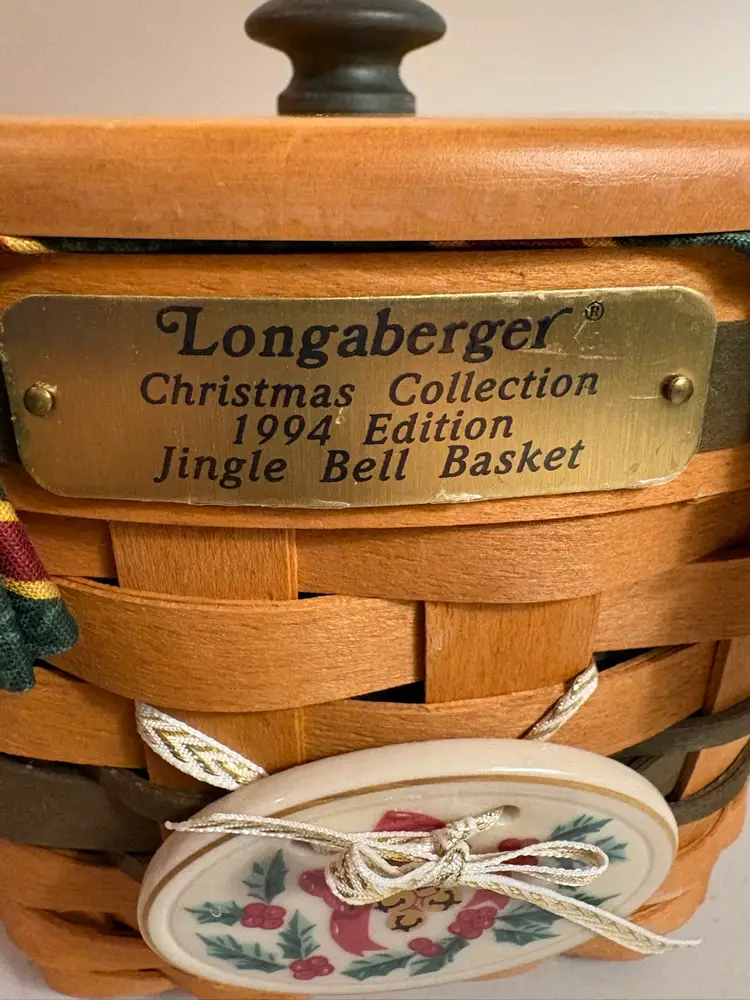 Longaberger®
Christmas Collection
1994 Edition
Jingle Bell Basket